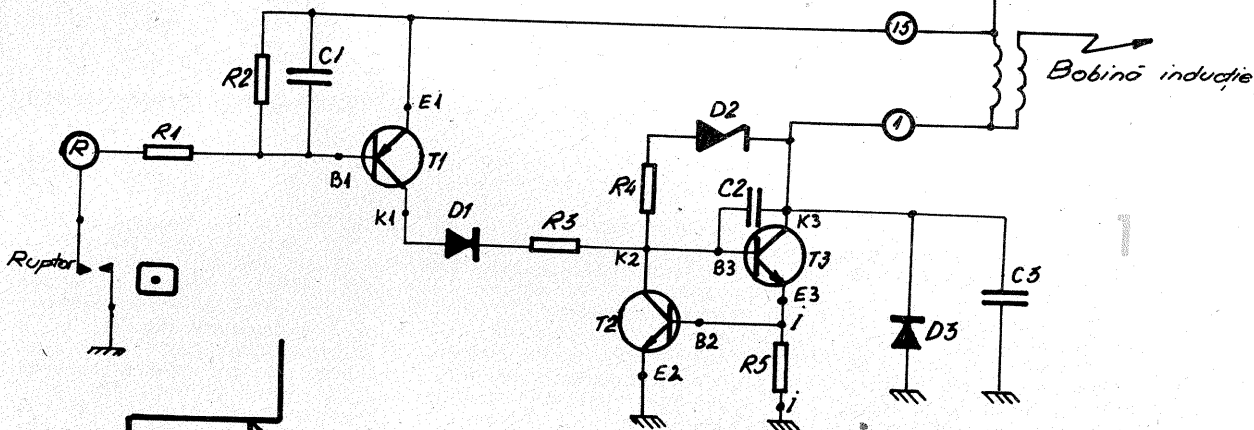 15
C1
R2
Bobină inducție
E1
D2
R
R1
T1
1
B1
R4
C2
K1
D1
R3
K3
Ruptor
K2
B3
T3
C3
E3
T2
I
B2
D3
R5
E2
I
1